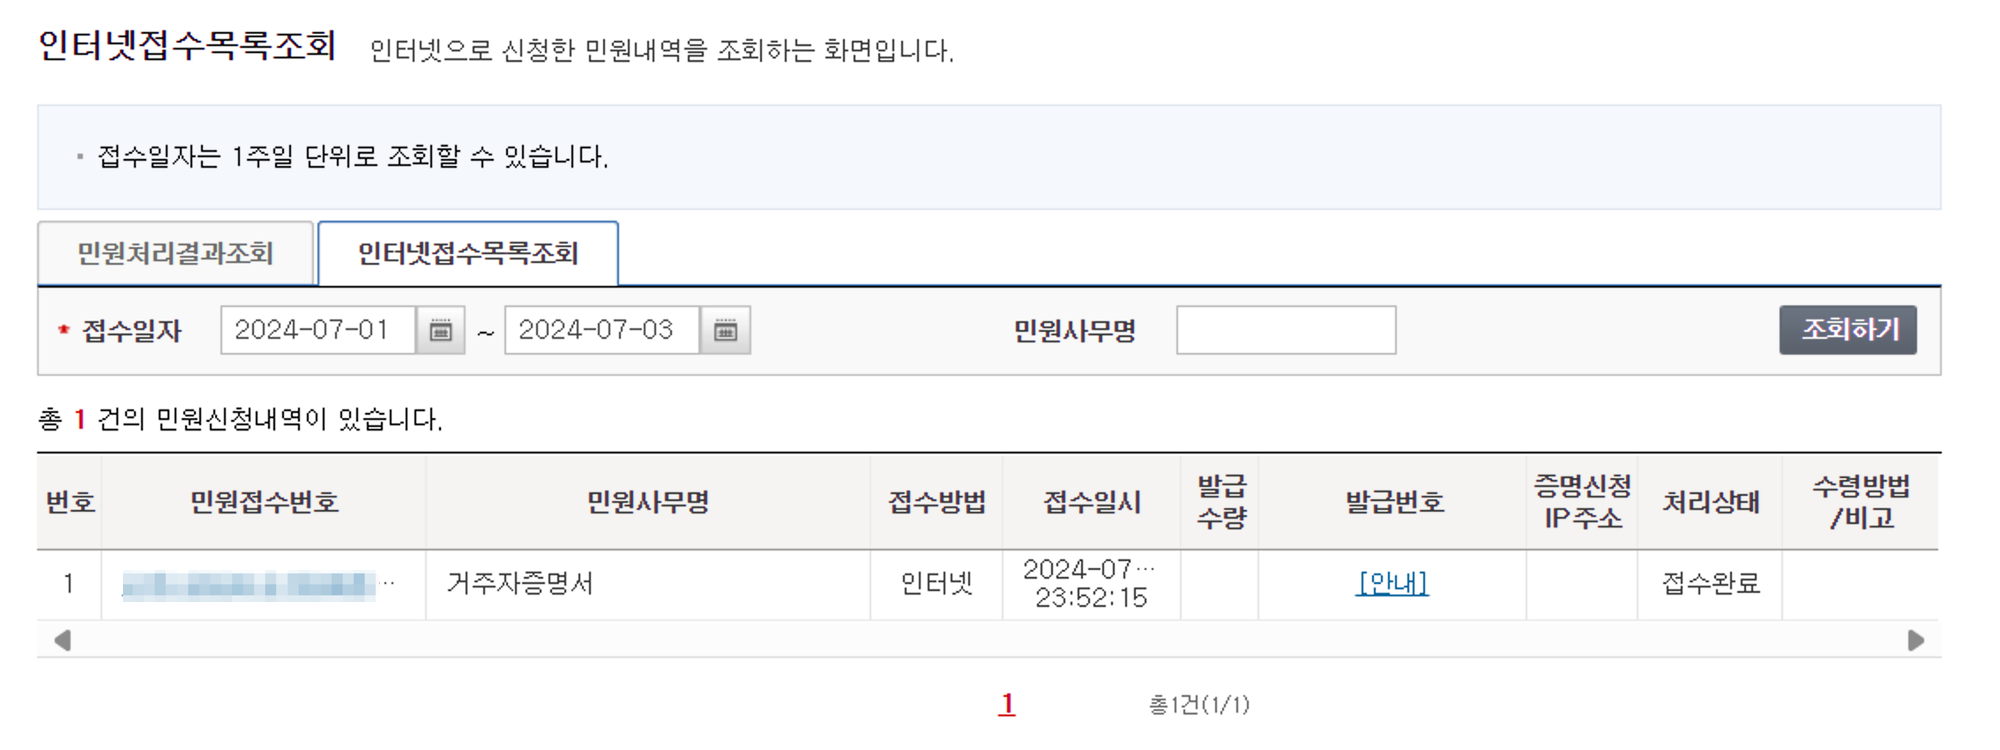 인터넷접수목록조회 인터넷으로 신청한 민원내역을 조회하는 화면입니다.
접수일자는 1주일 단위로 조회할 수 있습니다.
민원처리결과조회 인터넷접수목록조회
* 접수일자 2024-07-01 ~ 2024-07-03 민원사무명 조회하기
총 1 건의 민원신청내역이 있습니다.
번호 민원접수번호 민원사무명 접수방법 접수일시 발급 수량 발급번호 증명신청 IP주소 처리상태 수령방법 /비고
1 ... 거주자증명서 인터넷 2024-07... 23:52:15 [안내] 접수완료
1 총1건(1/1)